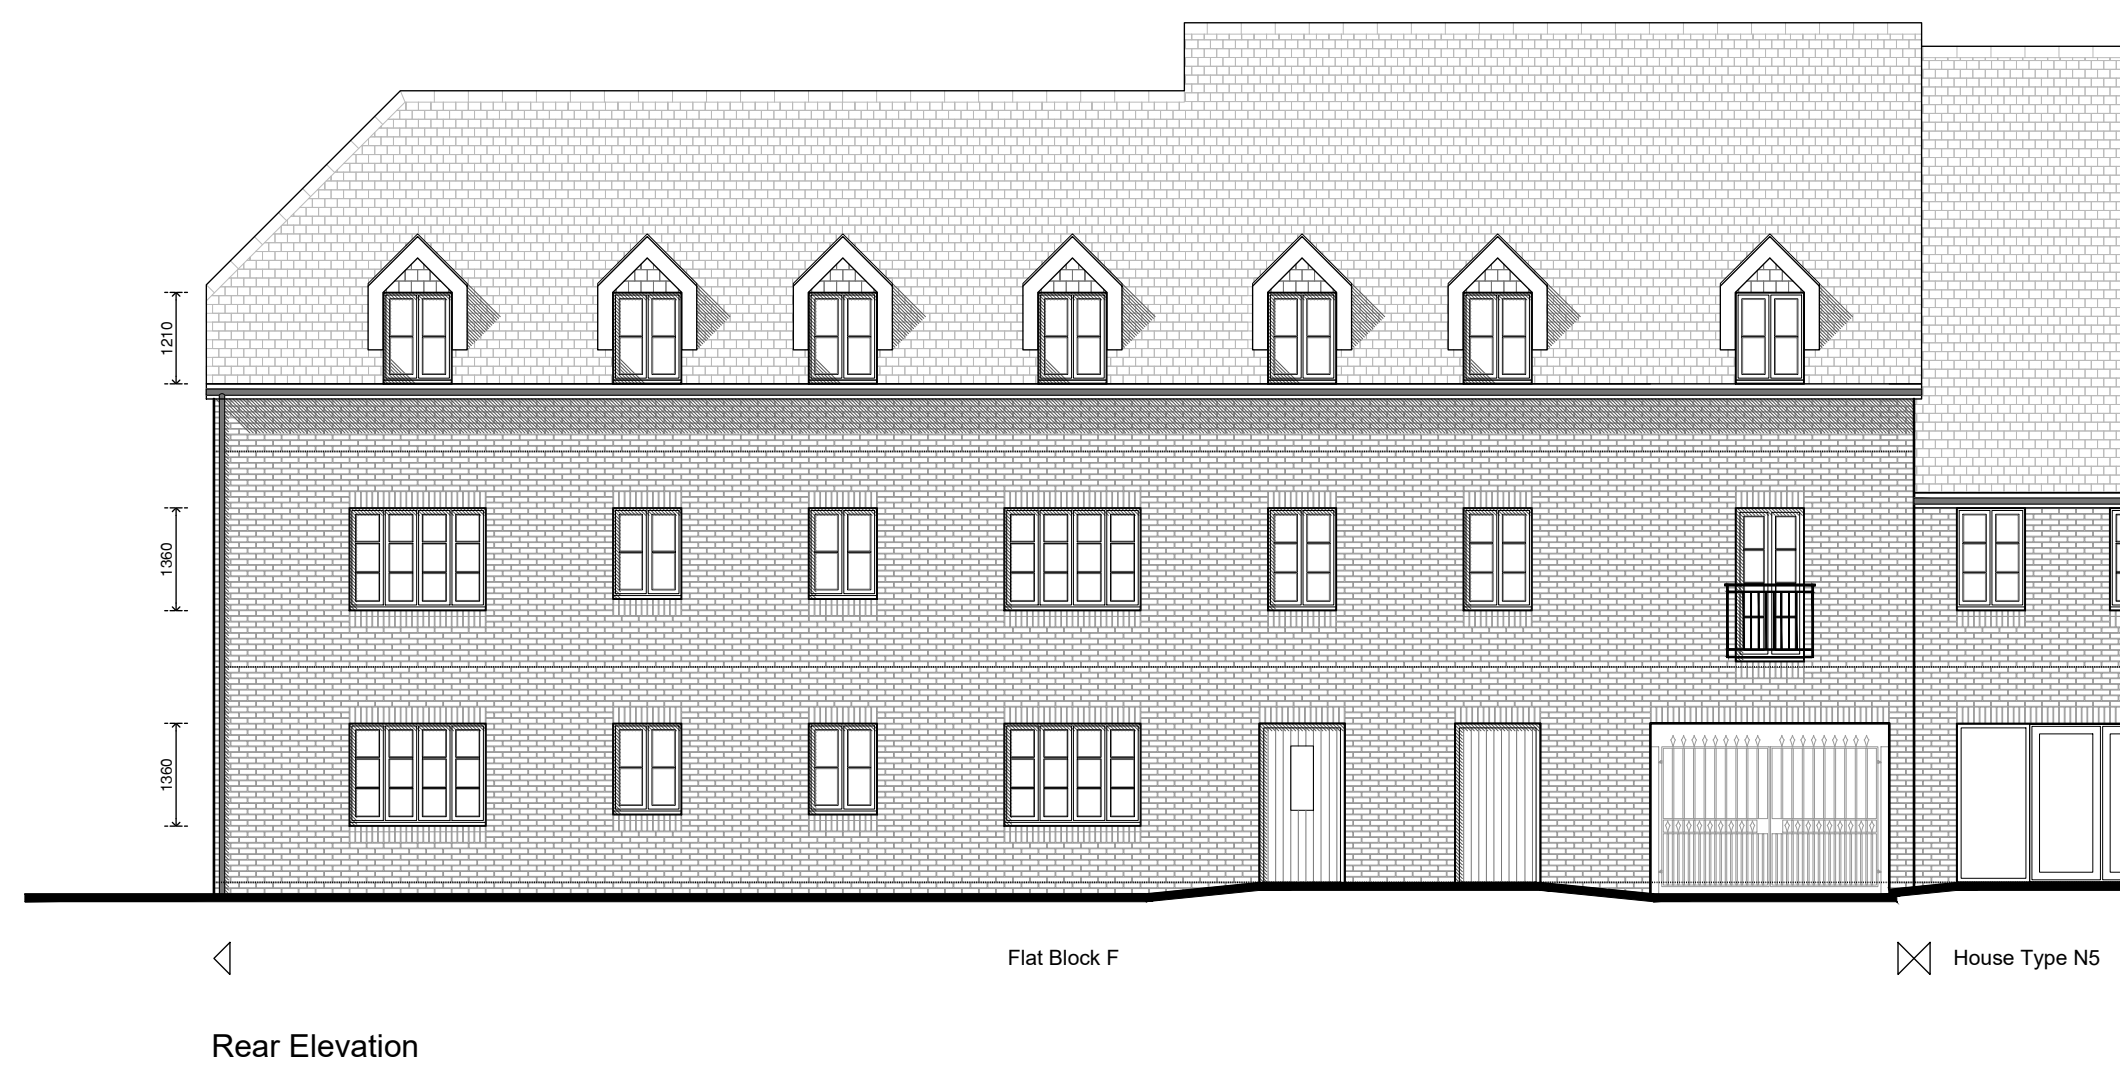 1210
1360
1360
Flat Block F
House Type N5
Rear Elevation